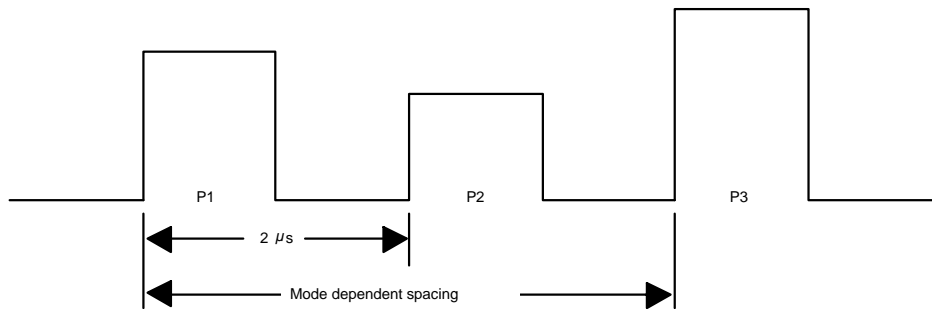 P1
P2
P3
2 μs
Mode dependent spacing